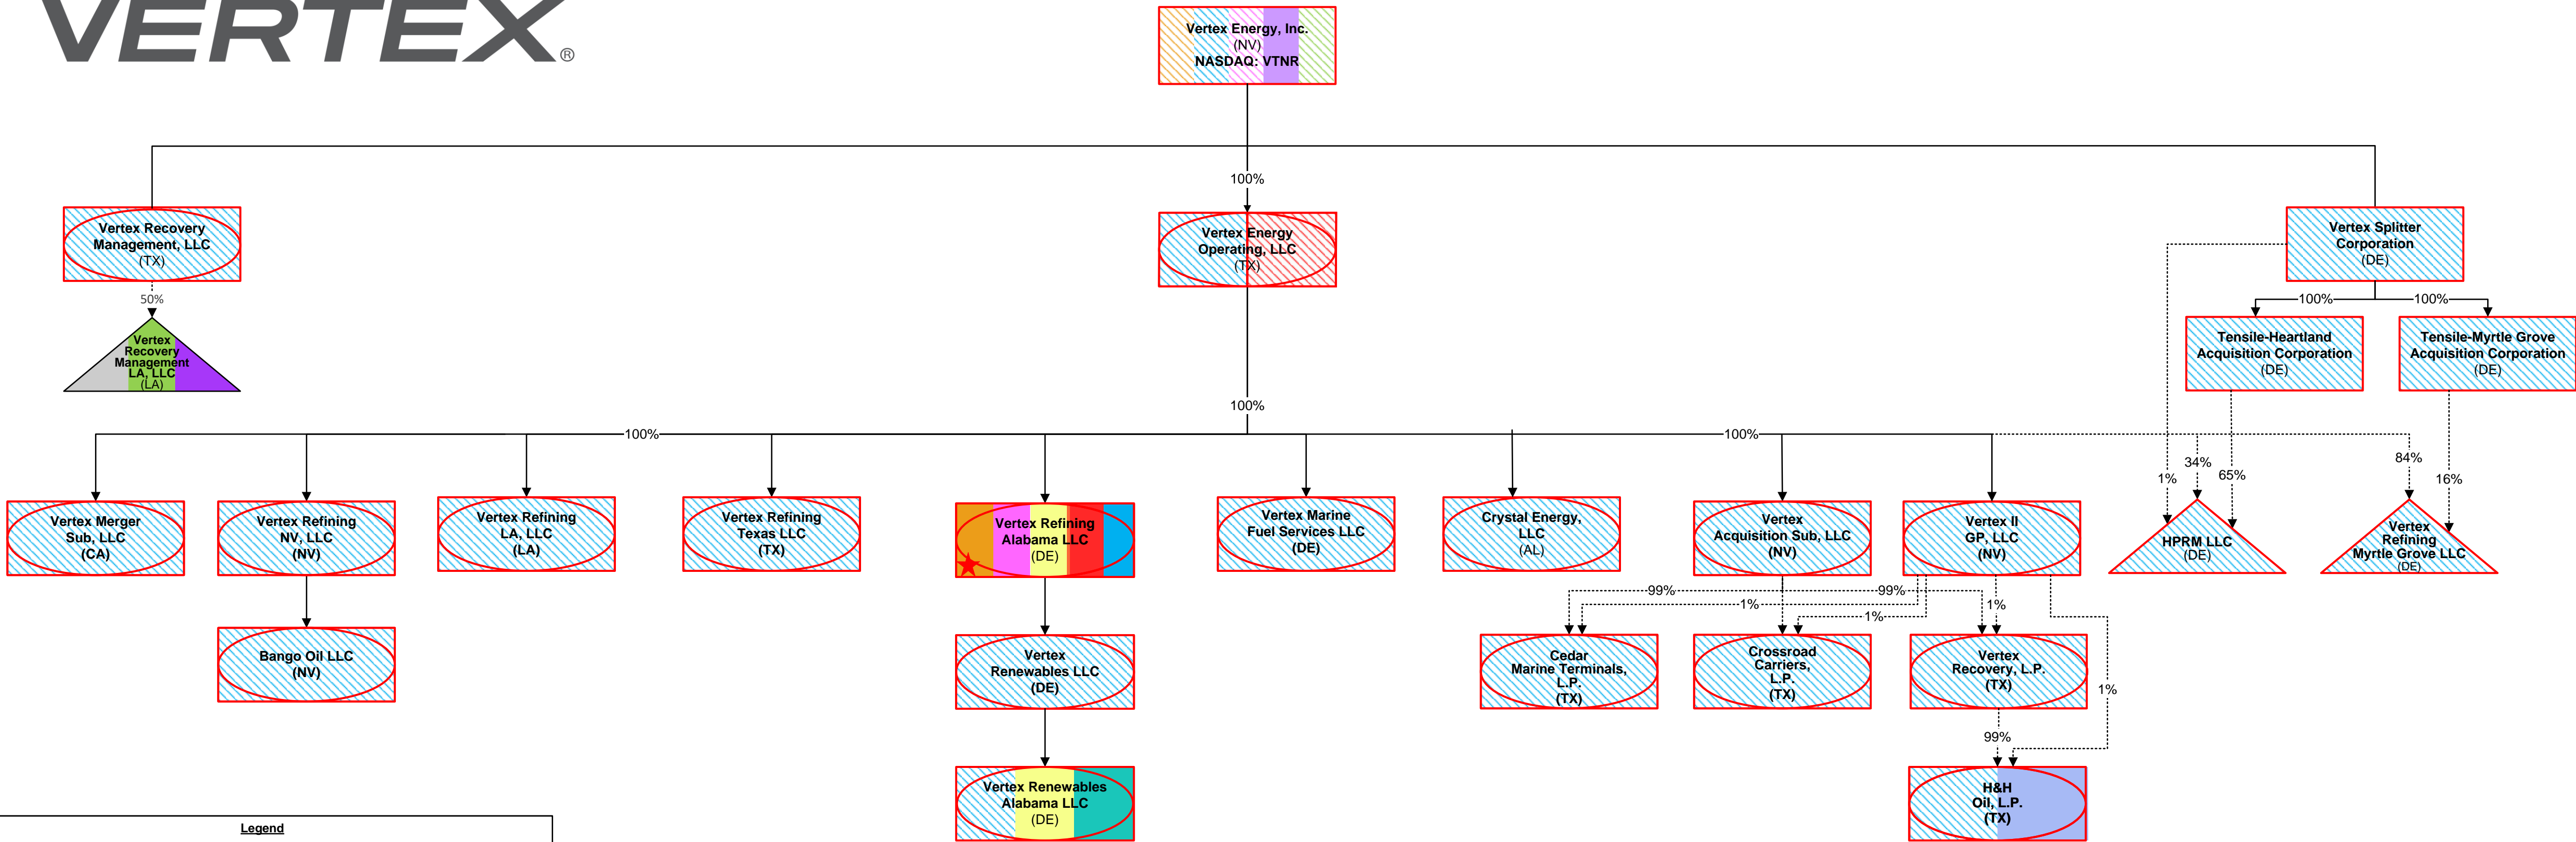 VERTEX®
Vertex Energy, Inc.
(NV)
NASDAQ: VTNR
100%
Vertex Recovery
Management, LLC
(TX)
Vertex Energy
Operating, LLC
(TX)
Vertex Splitter
Corporation
(DE)
50%
100%
100%
Vertex
Recovery
Management
LA, LLC
(LA)
Tensile-Heartland
Acquisition Corporation
(DE)
Tensile-Myrtle Grove
Acquisition Corporation
(DE)
100%
100%
100%
1%
34%
65%
84%
16%
Vertex Merger
Sub, LLC
(CA)
Vertex Refining
NV, LLC
(NV)
Vertex Refining
LA, LLC
(LA)
Vertex Refining
Texas LLC
(TX)
Vertex Refining
Alabama LLC
(DE)
Vertex Marine
Fuel Services LLC
(DE)
Crystal Energy,
LLC
(AL)
Vertex
Acquisition Sub, LLC
(NV)
Vertex II
GP, LLC
(NV)
HPRM LLC
(DE)
Vertex
Refining
Myrtle Grove LLC
(DE)
99%
99%
1%
1%
1%
Bango Oil LLC
(NV)
Vertex
Renewables LLC
(DE)
Cedar
Marine Terminals,
L.P.
(TX)
Crossroad
Carriers,
L.P.
(TX)
Vertex
Recovery, L.P.
(TX)
1%
99%
Vertex Renewables
Alabama LLC
(DE)
H&H
Oil, L.P.
(TX)
Legend